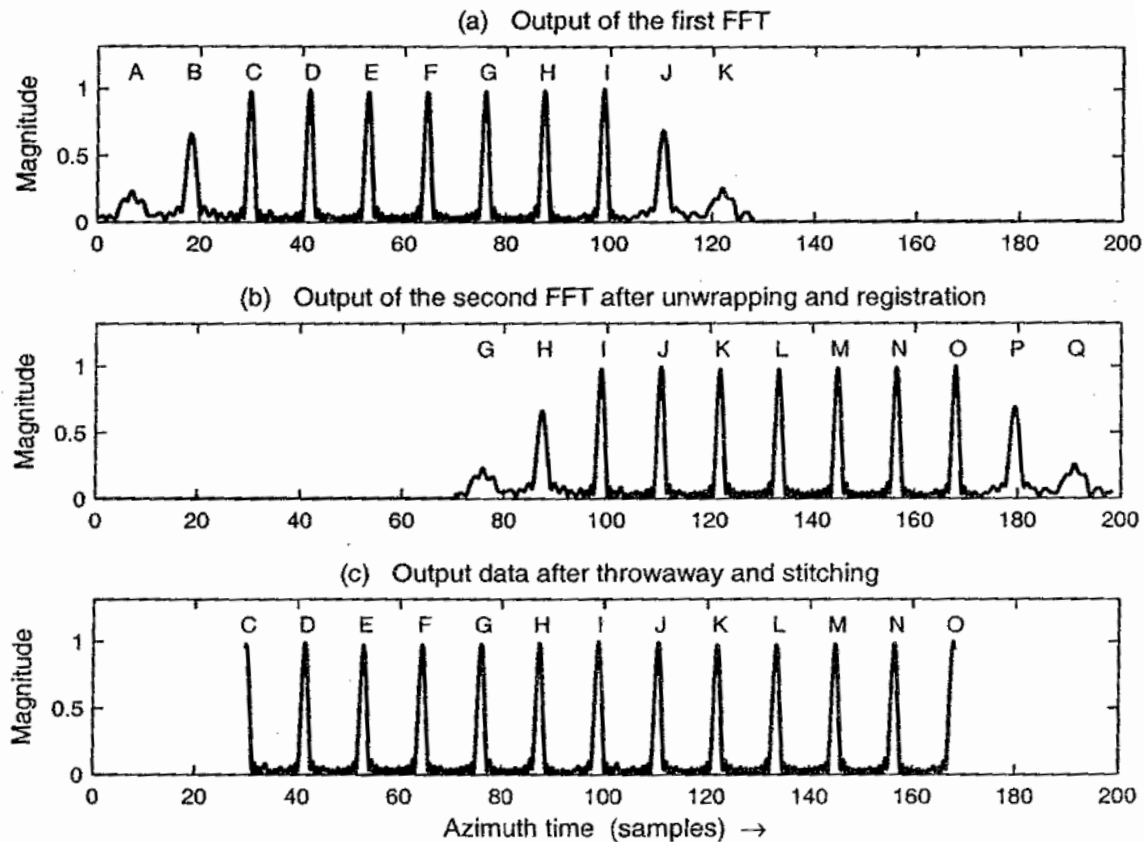 (a) Output of the first FFT
A B C D E F G H I J K
1
0.5
0
Magnitude
0 20 40 60 80 100 120 140 160 180 200
(b) Output of the second FFT after unwrapping and registration
G H I J K L M N O P Q
1
0.5
0
Magnitude
0 20 40 60 80 100 120 140 160 180 200
(c) Output data after throwaway and stitching
C D E F G H I J K L M N O
1
0.5
0
Magnitude
0 20 40 60 80 100 120 140 160 180 200
Azimuth time (samples) →